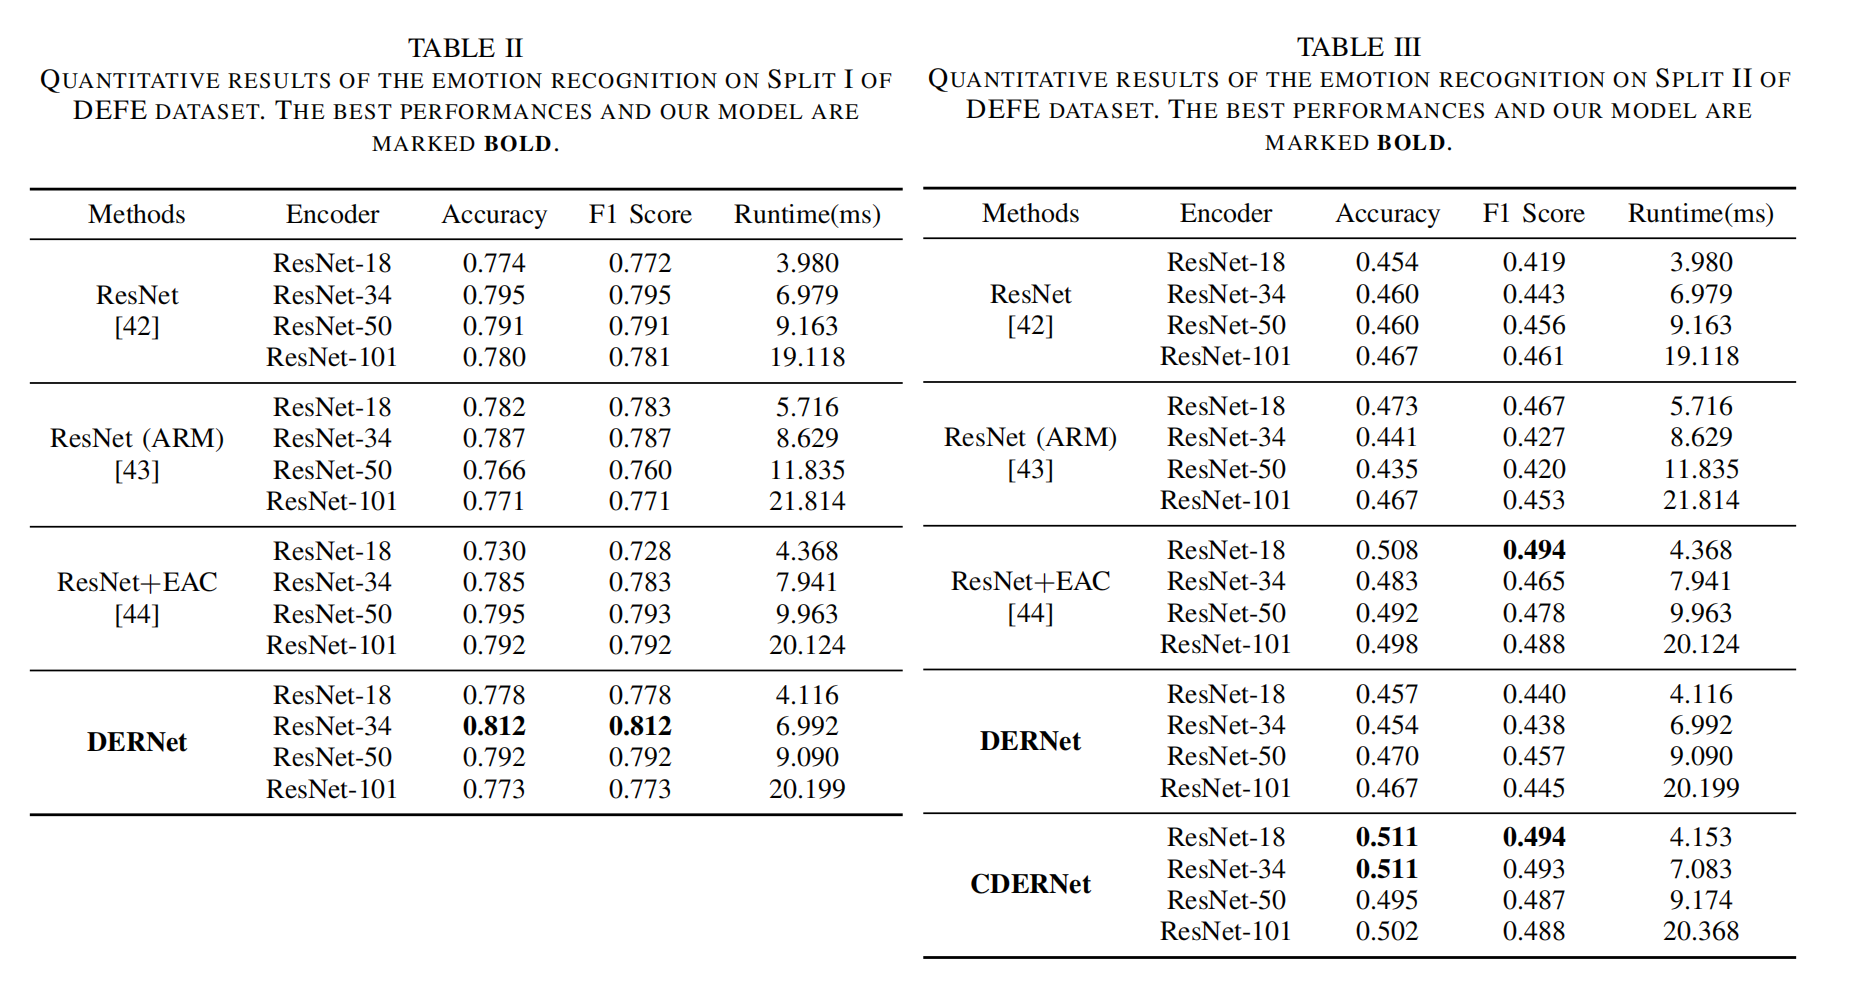 TABLE II
QUANTITATIVE RESULTS OF THE EMOTION RECOGNITION ON SPLIT I OF
DEFE DATASET. THE BEST PERFORMANCES AND OUR MODEL ARE
MARKED BOLD.
Methods Encoder Accuracy F1 Score Runtime(ms)
ResNet
[42]
ResNet-18 0.774 0.772 3.980
ResNet-34 0.795 0.795 6.979
ResNet-50 0.791 0.791 9.163
ResNet-101 0.780 0.781 19.118
ResNet (ARM)
[43]
ResNet-18 0.782 0.783 5.716
ResNet-34 0.787 0.787 8.629
ResNet-50 0.766 0.760 11.835
ResNet-101 0.771 0.771 21.814
ResNet+EAC
[44]
ResNet-18 0.730 0.728 4.368
ResNet-34 0.785 0.783 7.941
ResNet-50 0.795 0.793 9.963
ResNet-101 0.792 0.792 20.124
DERNet
ResNet-18 0.778 0.778 4.116
ResNet-34 0.812 0.812 6.992
ResNet-50 0.792 0.792 9.090
ResNet-101 0.773 0.773 20.199
TABLE III
QUANTITATIVE RESULTS OF THE EMOTION RECOGNITION ON SPLIT II OF
DEFE DATASET. THE BEST PERFORMANCES AND OUR MODEL ARE
MARKED BOLD.
Methods Encoder Accuracy F1 Score Runtime(ms)
ResNet
[42]
ResNet-18 0.454 0.419 3.980
ResNet-34 0.460 0.443 6.979
ResNet-50 0.460 0.456 9.163
ResNet-101 0.467 0.461 19.118
ResNet (ARM)
[43]
ResNet-18 0.473 0.467 5.716
ResNet-34 0.441 0.427 8.629
ResNet-50 0.435 0.420 11.835
ResNet-101 0.467 0.453 21.814
ResNet+EAC
[44]
ResNet-18 0.508 0.494 4.368
ResNet-34 0.483 0.465 7.941
ResNet-50 0.492 0.478 9.963
ResNet-101 0.498 0.488 20.124
DERNet
ResNet-18 0.457 0.440 4.116
ResNet-34 0.454 0.438 6.992
ResNet-50 0.470 0.457 9.090
ResNet-101 0.467 0.445 20.199
CDERNet
ResNet-18 0.511 0.494 4.153
ResNet-34 0.511 0.493 7.083
ResNet-50 0.495 0.487 9.174
ResNet-101 0.502 0.488 20.368